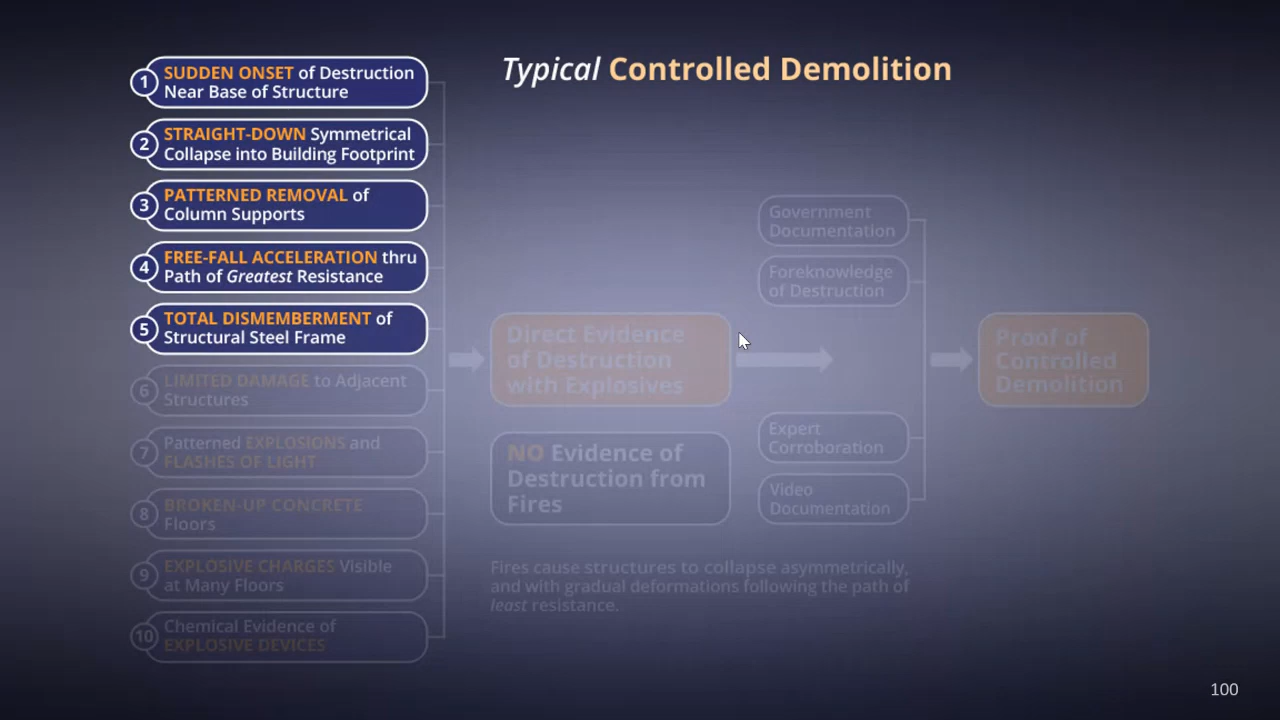 Typical Controlled Demolition
1
SUDDEN ONSET of Destruction
Near Base of Structure
2
STRAIGHT-DOWN Symmetrical
Collapse into Building Footprint
3
PATTERNED REMOVAL of
Column Supports
4
FREE-FALL ACCELERATION thru
Path of Greatest Resistance
5
TOTAL DISMEMBERMENT of
Structural Steel Frame
6
LIMITED DAMAGE to Adjacent
Structures
7
Patterned EXPLOSIONS and
FLASHES OF LIGHT
8
BROKEN-UP CONCRETE
Floors
9
EXPLOSIVE CHARGES Visible
at Many Floors
10
Chemical Evidence of
EXPLOSIVE DEVICES
Direct Evidence
of Destruction
with Explosives
NO Evidence of
Destruction from
Fires
Fires cause structures to collapse asymmetrically,
and with gradual deformations following the path of
least resistance.
Government
Documentation
Foreknowledge
of Destruction
Expert
Corroboration
Video
Documentation
Proof of
Controlled
Demolition
100